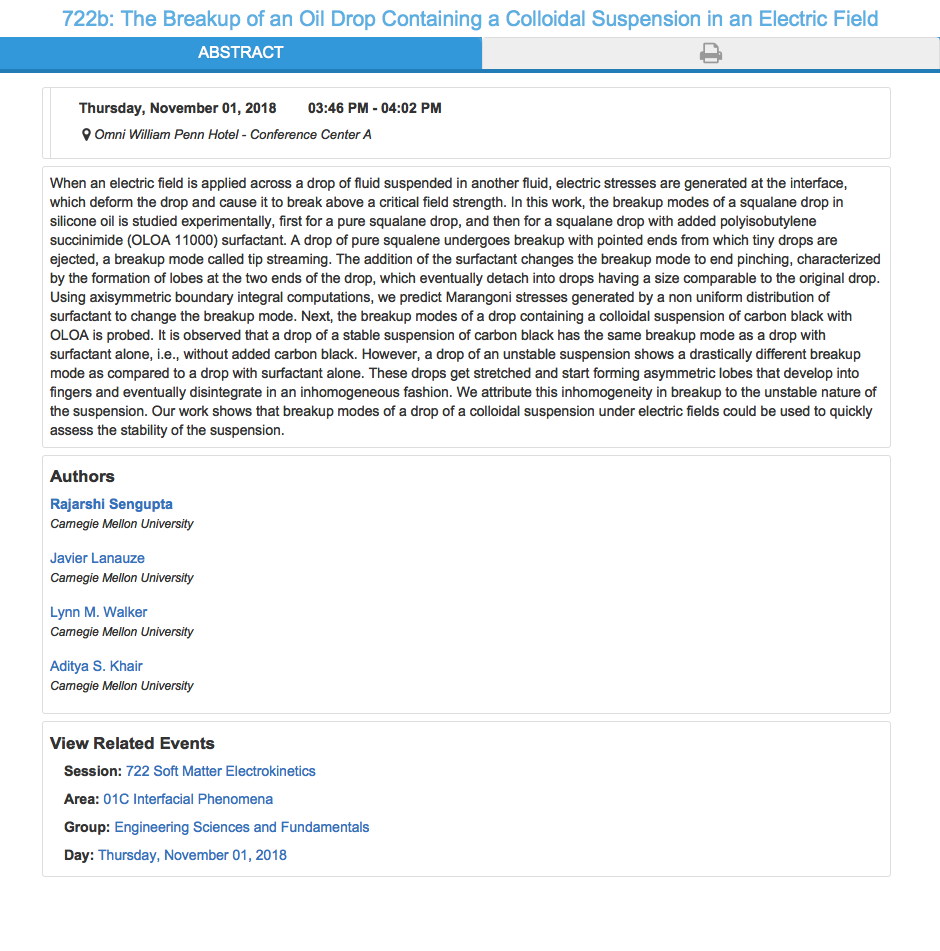 722b: The Breakup of an Oil Drop Containing a Colloidal Suspension in an Electric Field
ABSTRACT
Thursday, November 01, 2018 03:46 PM - 04:02 PM
Omni William Penn Hotel - Conference Center A
When an electric field is applied across a drop of fluid suspended in another fluid, electric stresses are generated at the interface,
which deform the drop and cause it to break above a critical field strength. In this work, the breakup modes of a squalane drop in
silicone oil is studied experimentally, first for a pure squalane drop, and then for a squalane drop with added polyisobutylene
succinimide (OLOA 11000) surfactant. A drop of pure squalene undergoes breakup with pointed ends from which tiny drops are
ejected, a breakup mode called tip streaming. The addition of the surfactant changes the breakup mode to end pinching, characterized
by the formation of lobes at the two ends of the drop, which eventually detach into drops having a size comparable to the original drop.
Using axisymmetric boundary integral computations, we predict Marangoni stresses generated by a non uniform distribution of
surfactant to change the breakup mode. Next, the breakup modes of a drop containing a colloidal suspension of carbon black with
OLOA is probed. It is observed that a drop of a stable suspension of carbon black has the same breakup mode as a drop with
surfactant alone, i.e., without added carbon black. However, a drop of an unstable suspension shows a drastically different breakup
mode as compared to a drop with surfactant alone. These drops get stretched and start forming asymmetric lobes that develop into
fingers and eventually disintegrate in an inhomogeneous fashion. We attribute this inhomogeneity in breakup to the unstable nature of
the suspension. Our work shows that breakup modes of a drop of a colloidal suspension under electric fields could be used to quickly
assess the stability of the suspension.
Authors
Rajarshi Sengupta
Carnegie Mellon University
Javier Lanauze
Carnegie Mellon University
Lynn M. Walker
Carnegie Mellon University
Aditya S. Khair
Carnegie Mellon University
View Related Events
Session: 722 Soft Matter Electrokinetics
Area: 01C Interfacial Phenomena
Group: Engineering Sciences and Fundamentals
Day: Thursday, November 01, 2018